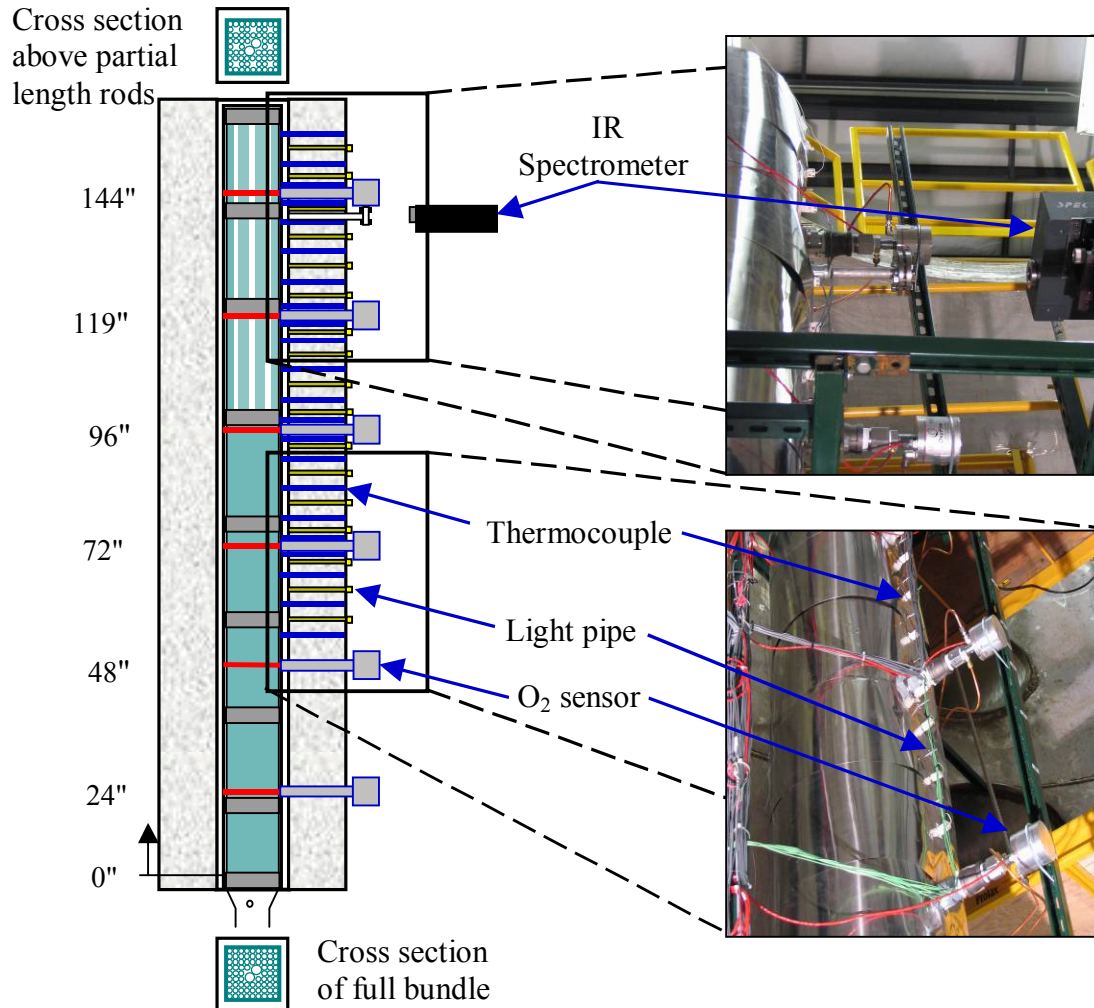 Cross section
above partial
length rods
IR
Spectrometer
SPEC
144"
119"
96"
72"
48"
24"
0"
Thermocouple
Light pipe
O₂ sensor
Cross section
of full bundle